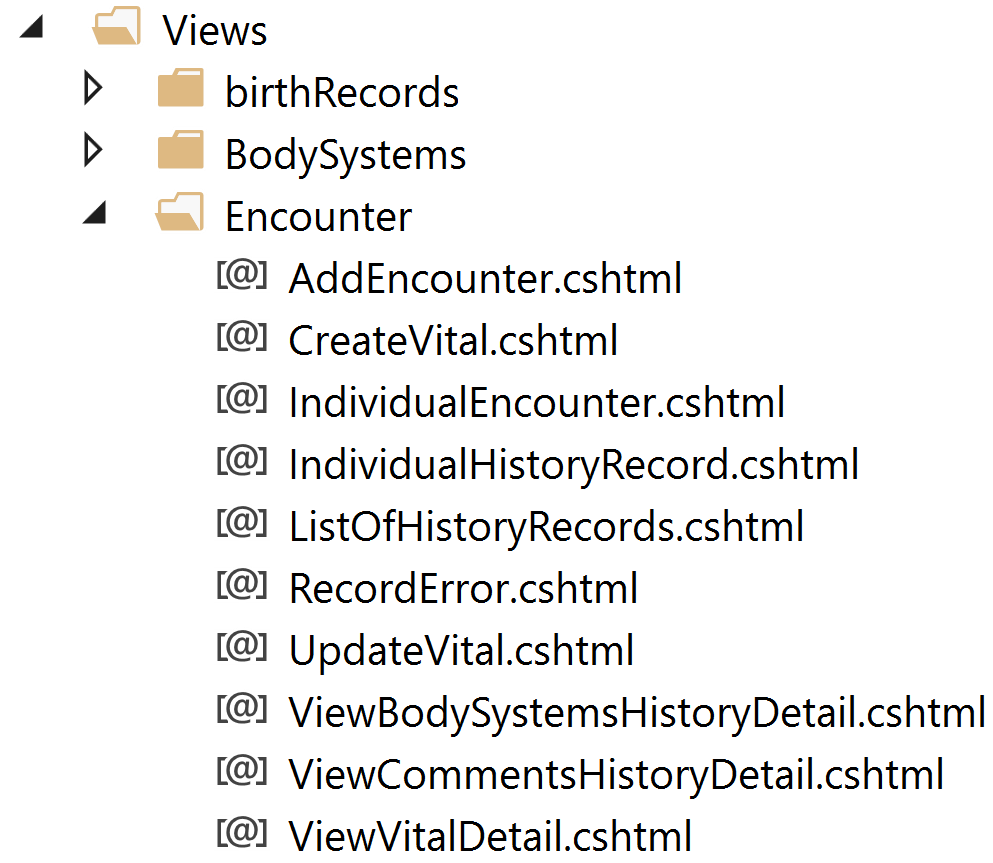 Views
birthRecords
BodySystems
Encounter
[@] AddEncounter.cshtml
[@] CreateVital.cshtml
[@] IndividualEncounter.cshtml
[@] IndividualHistoryRecord.cshtml
[@] ListOfHistoryRecords.cshtml
[@] RecordError.cshtml
[@] UpdateVital.cshtml
[@] ViewBodySystemsHistoryDetail.cshtml
[@] ViewCommentsHistoryDetail.cshtml
[@] ViewVitalDetail.cshtml